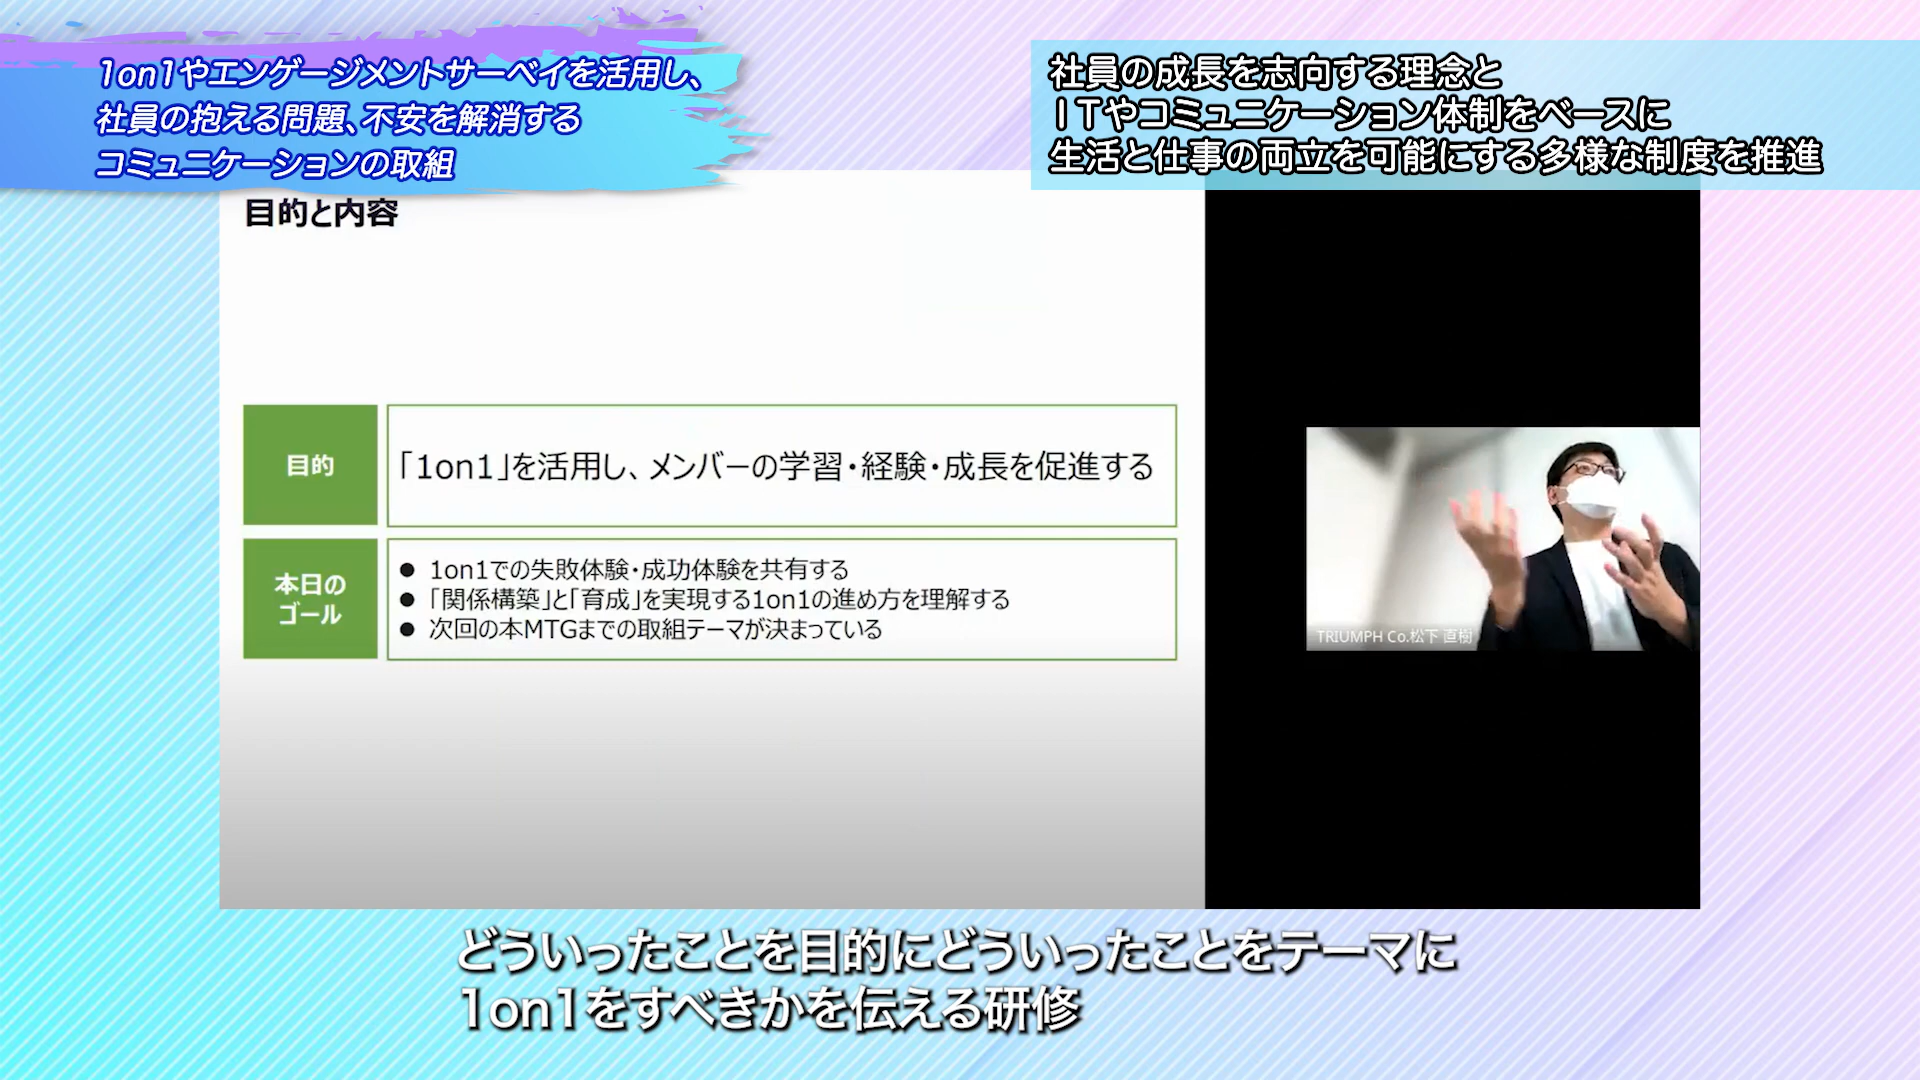 1on1やエンゲージメントサーベイを活用し、
社員の抱える問題、不安を解消する
コミュニケーションの取組
社員の成長を志向する理念と
ITやコミュニケーション体制をベースに
生活と仕事の両立を可能にする多様な制度を推進
目的と内容
目的
「1on1」を活用し、メンバーの学習・経験・成長を促進する
本日の
ゴール
● 1on1での失敗体験・成功体験を共有する
● 「関係構築」と「育成」を実現する1on1の進め方を理解する
● 次回の本MTGまでの取組テーマが決まっている
TRIUMPH Co.松下 直樹
どういったことを目的にどういったことをテーマに
1on1をすべきかを伝える研修